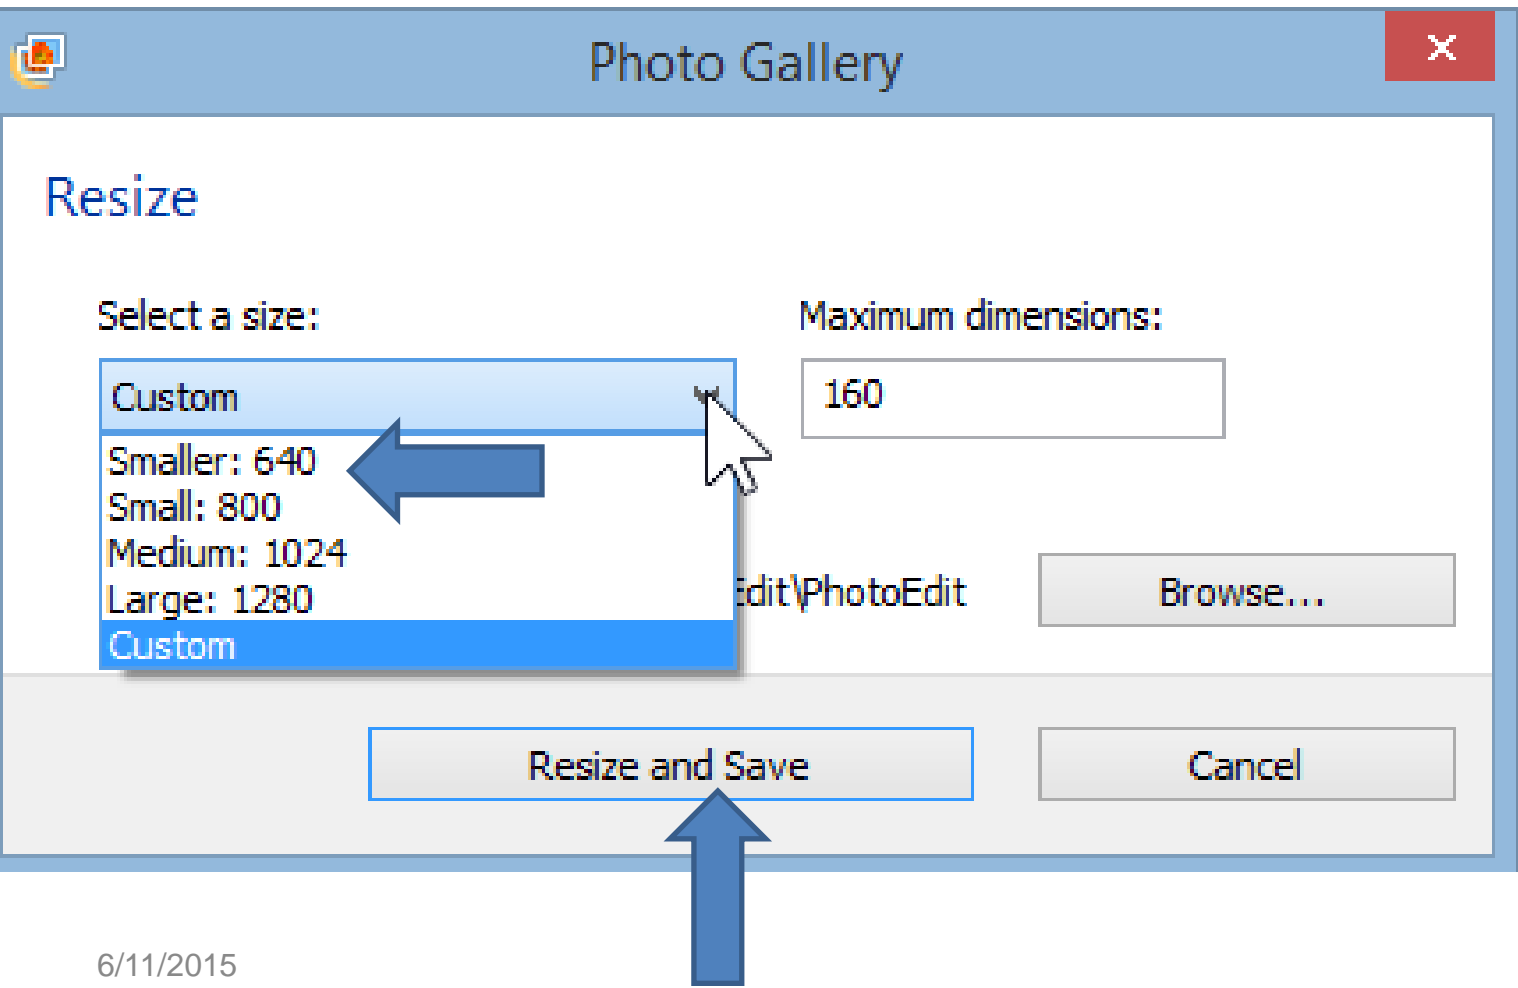 Photo Gallery
Resize
Select a size:
Maximum dimensions:
Custom
160
Smaller: 640
Small: 800
Medium: 1024
Large: 1280
Custom
\PhotoEdit
Browse...
Resize and Save
Cancel
6/11/2015